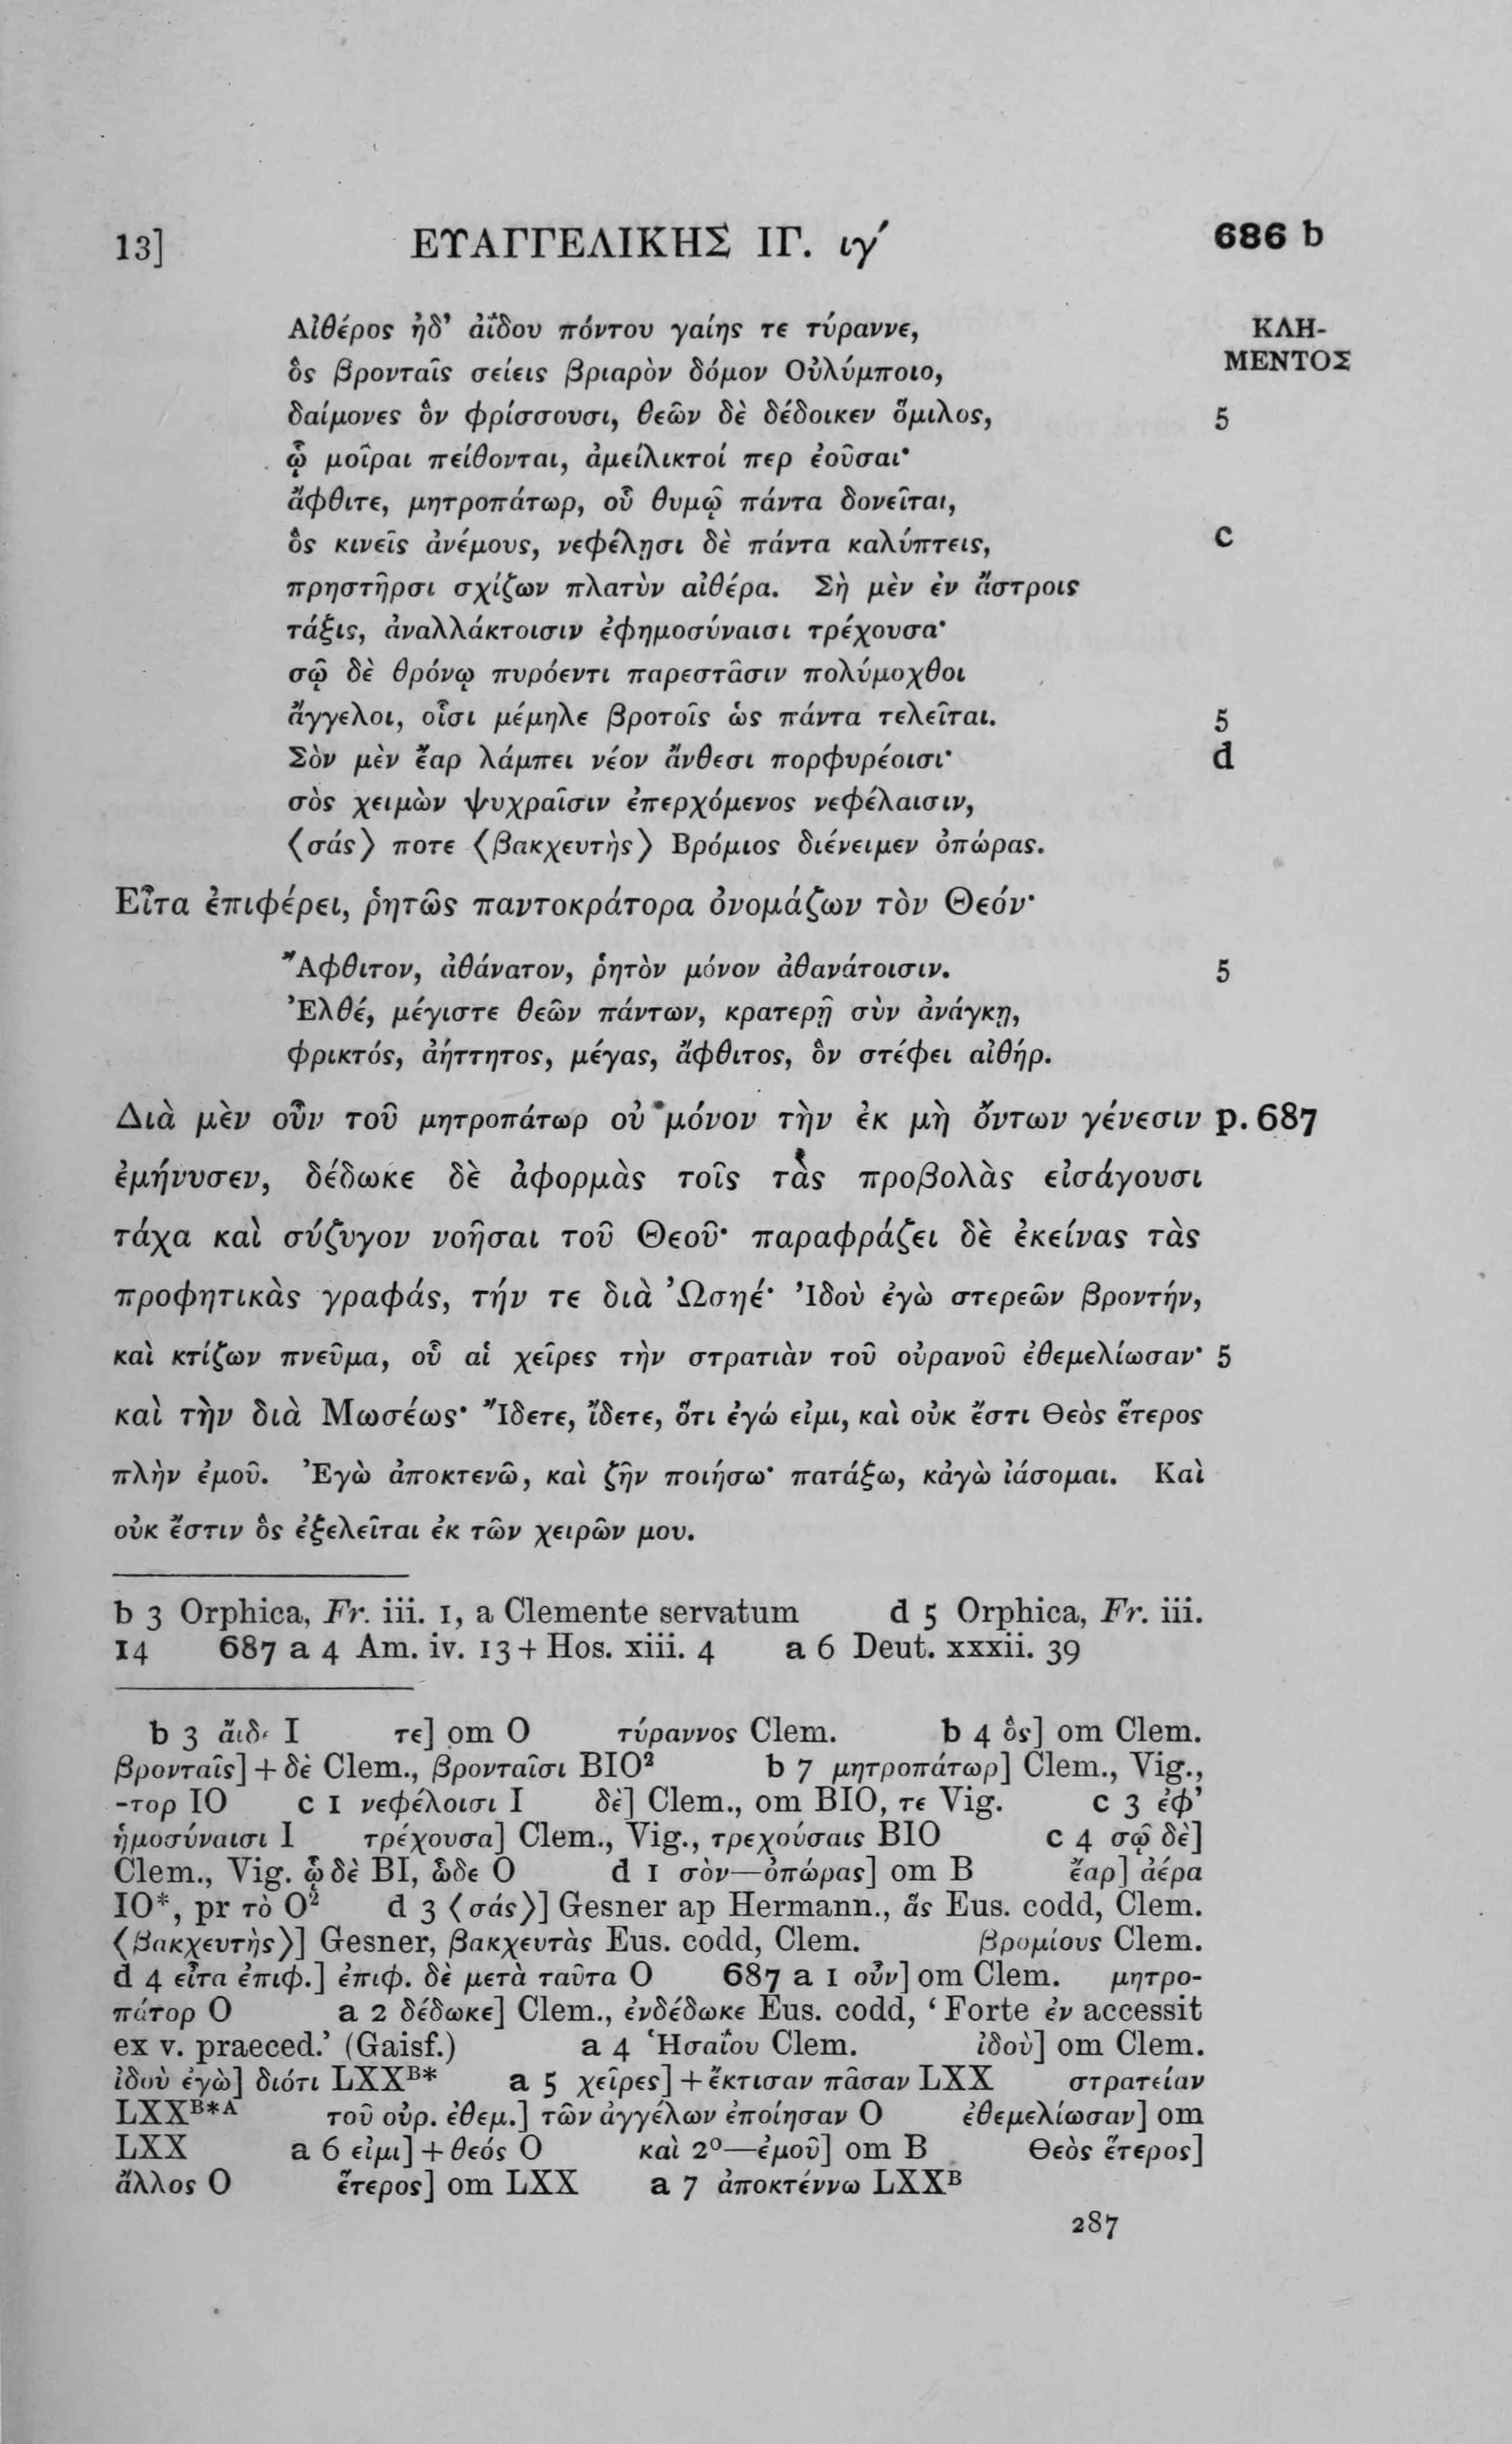 13] ΕΥΑΓΓΕΛΙΚΗΣ ΙΓ. ιγ´ 686 b
Αἰθέρος ἠδ’ ἀΐδου πόντου γαίης τε τύραννε, ΚΛΗ-
ὃς βρονταῖς σείεις βριαρὸν δόμον Οὐλύμποιο, ΜΕΝΤΟΣ
δαίμονες ὃν φρίσσουσι, θεῶν δὲ δέδοικεν ὅμιλος, 5
ᾧ μοῖραι πείθονται, ἀμείλικτοί περ ἐοῦσαι·
ἄφθιτε, μητροπάτωρ, οὗ θυμῷ πάντα δονεῖται,
ὃς κινεῖς ἀνέμους, νεφέλῃσι δὲ πάντα καλύπτεις, c
πρηστῆρσι σχίζων πλατὺν αἰθέρα. Σὴ μὲν ἐν ἄστροις
τάξις, ἀναλλάκτοισιν ἐφημοσύναισι τρέχουσα·
σῷ δὲ θρόνῳ πυρόεντι παρεστᾶσιν πολύμοχθοι
ἄγγελοι, οἷσι μέμηλε βροτοῖς ὡς πάντα τελεῖται. 5
Σὸν μὲν ἔαρ λάμπει νέον ἄνθεσι πορφυρέοισι· d
σὸς χειμὼν ψυχραῖσιν ἐπερχόμενος νεφέλαισιν,
⟨σάς⟩ ποτε ⟨βακχευτὴς⟩ Βρόμιος διένειμεν ὀπώρας.
Εἶτα ἐπιφέρει, ῥητῶς παντοκράτορα ὀνομάζων τὸν Θεόν·
Ἄφθιτον, ἀθάνατον, ῥητὸν μόνον ἀθανάτοισιν. 5
Ἐλθέ, μέγιστε θεῶν πάντων, κρατερῇ σὺν ἀνάγκῃ,
φρικτός, ἀήττητος, μέγας, ἄφθιτος, ὃν στέφει αἰθήρ.
Διὰ μὲν οὖν τοῦ μητροπάτωρ οὐ μόνον τὴν ἐκ μὴ ὄντων γένεσιν p. 687
ἐμήνυσεν, δέδωκε δὲ ἀφορμὰς τοῖς τὰς προβολὰς εἰσάγουσι
τάχα καὶ σύζυγον νοῆσαι τοῦ Θεοῦ· παραφράζει δὲ ἐκείνας τὰς
προφητικὰς γραφάς, τήν τε διὰ Ὠσηέ· Ἰδοὺ ἐγὼ στερεῶν βροντήν,
καὶ κτίζων πνεῦμα, οὗ αἱ χεῖρες τὴν στρατιὰν τοῦ οὐρανοῦ ἐθεμελίωσαν· 5
καὶ τὴν διὰ Μωσέως· Ἴδετε, ἴδετε, ὅτι ἐγώ εἰμι, καὶ οὐκ ἔστι Θεὸς ἕτερος
πλὴν ἐμοῦ. Ἐγὼ ἀποκτενῶ, καὶ ζῆν ποιήσω· πατάξω, κἀγὼ ἰάσομαι. Καὶ
οὐκ ἔστιν ὃς ἐξελεῖται ἐκ τῶν χειρῶν μου.
b 3 Orphica, Fr. iii. 1, a Clemente servatum d 5 Orphica, Fr. iii.
14 687 a 4 Am. iv. 13 + Hos. xiii. 4 a 6 Deut. xxxii. 39
b 3 ἄιδ· I τε] om O τύραννος Clem. b 4 ὃς] om Clem.
βρονταῖς] + δὲ Clem., βρονταῖσι BIO² b 7 μητροπάτωρ] Clem., Vig.,
-τορ IO c 1 νεφέλοισι I δὲ] Clem., om BIO, τε Vig. c 3 ἐφ’
ἡμοσύναισι I τρέχουσα] Clem., Vig., τρεχούσαις BIO c 4 σῷ δὲ]
Clem., Vig. ᾧ δὲ BI, ὧδε O d 1 σὸν—ὀπώρας] om B ἔαρ] ἀέρα
IO*, pr τὸ O² d 3 ⟨σάς⟩] Gesner ap Hermann., ἃς Eus. codd, Clem.
⟨βακχευτὴς⟩] Gesner, βακχευτὰς Eus. codd, Clem. βρομίους Clem.
d 4 εἶτα ἐπιφ.] ἐπιφ. δὲ μετὰ ταῦτα O 687 a 1 οὖν] om Clem. μητρο-
πάτορ O a 2 δέδωκε] Clem., ἐνδέδωκε Eus. codd, ‘Forte ἐν accessit
ex v. praeced.’ (Gaisf.) a 4 Ἡσαΐου Clem. ἰδοὺ] om Clem.
ἰδοὺ ἐγὼ] διότι LXXᴮ* a 5 χεῖρες] + ἔκτισαν πᾶσαν LXX στρατείαν
LXXᴮ*ᴬ τοῦ οὐρ. ἐθεμ.] τῶν ἀγγέλων ἐποίησαν O ἐθεμελίωσαν] om
LXX a 6 εἰμι] + θεός O καὶ 2º—ἐμοῦ] om B Θεὸς ἕτερος]
ἄλλος O ἕτερος] om LXX a 7 ἀποκτέννω LXXᴮ
287